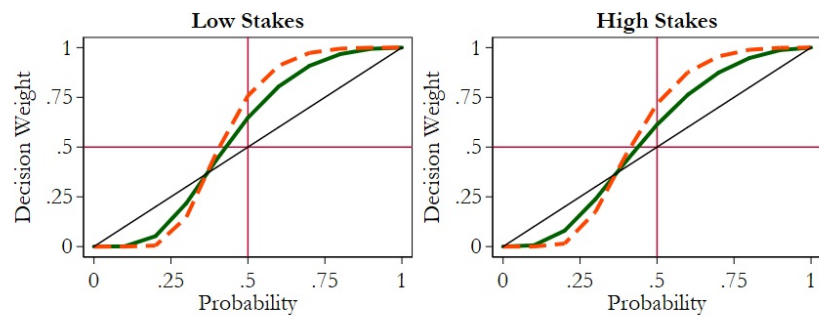 Low Stakes
1
.75
.5
.25
0
Decision Weight
0 .25 .5 .75 1
Probability
High Stakes
1
.75
.5
.25
0
Decision Weight
0 .25 .5 .75 1
Probability